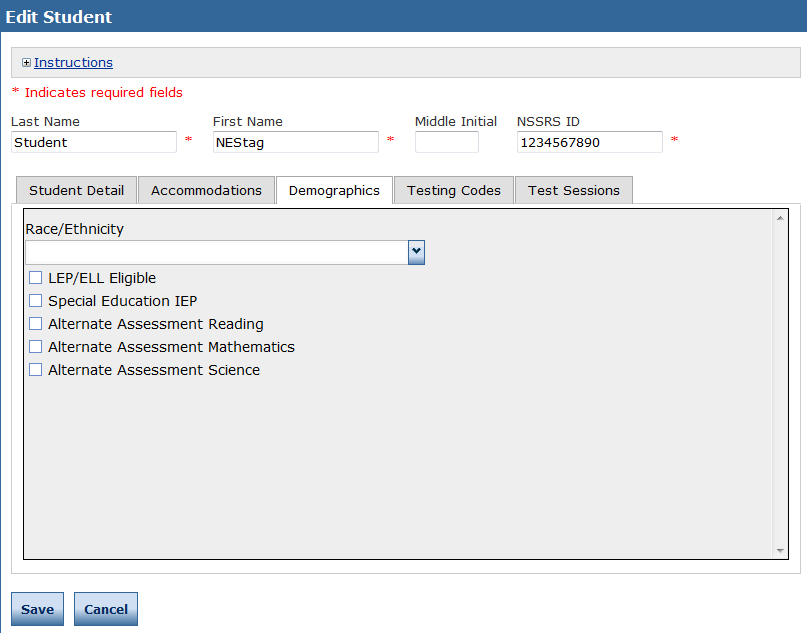 Edit Student
Instructions
* Indicates required fields
Last Name First Name Middle Initial NSSRS ID
Student * NEStag * 1234567890 *
Student Detail Accommodations Demographics Testing Codes Test Sessions
Race/Ethnicity
LEP/ELL Eligible
Special Education IEP
Alternate Assessment Reading
Alternate Assessment Mathematics
Alternate Assessment Science
Save Cancel